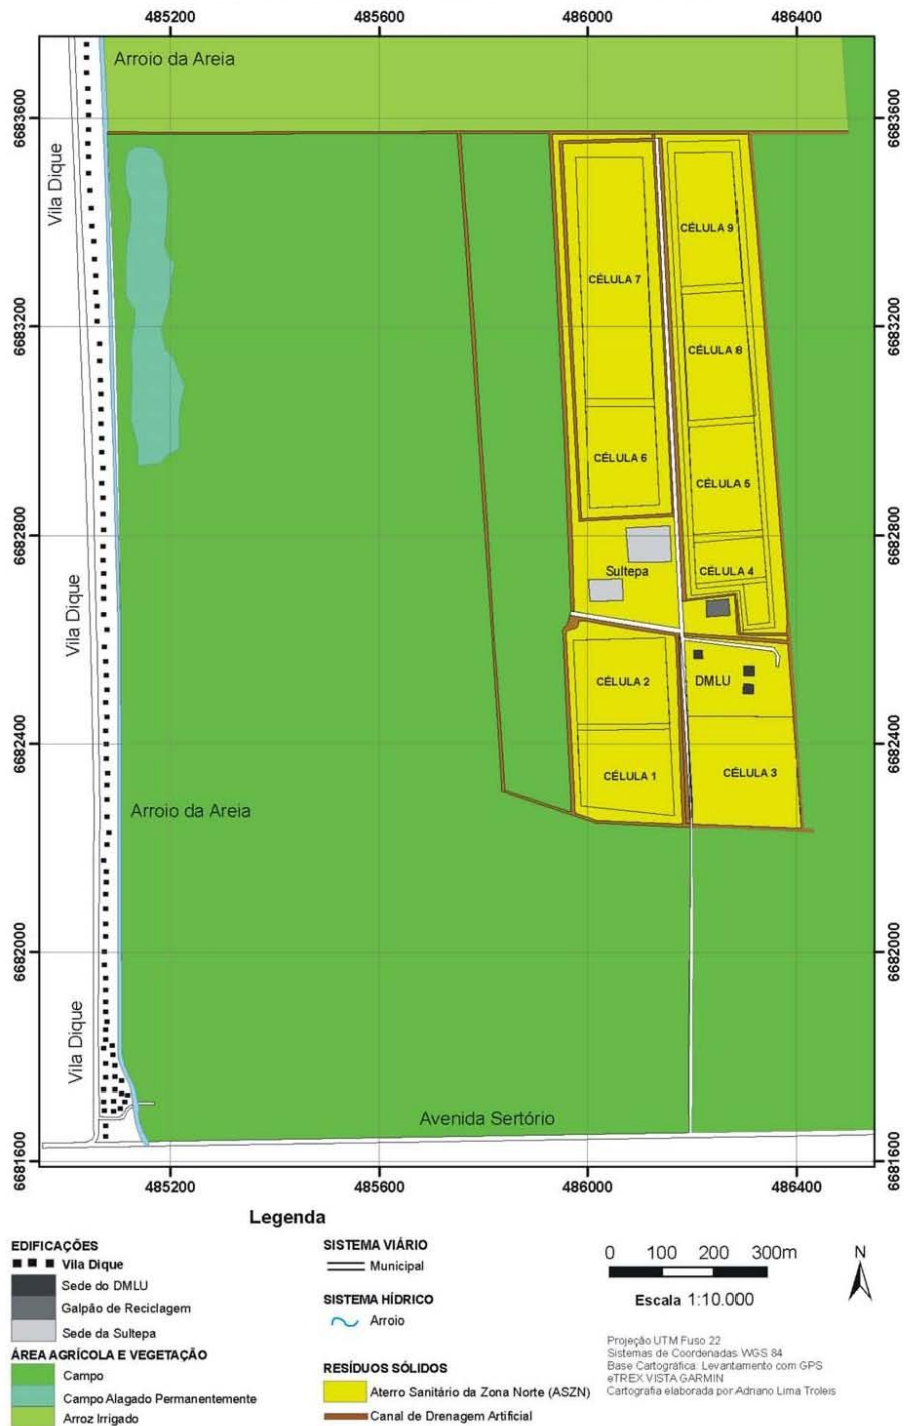 485200 485600 486000 486400
Arroio da Areia
6683600 6683600
Vila Dique
CÉLULA 9
CÉLULA 7
6683200 6683200
CÉLULA 8
CÉLULA 6
CÉLULA 5
6682800 6682800
Sultepa
CÉLULA 4
Vila Dique
CÉLULA 2
DMLU
6682400 6682400
CÉLULA 1
CÉLULA 3
Arroio da Areia
6682000 6682000
Vila Dique
Avenida Sertório
6681600 6681600
485200 485600 486000 486400
Legenda
EDIFICAÇÕES
Vila Dique
Sede do DMLU
Galpão de Reciclagem
Sede da Sultepa
ÁREA AGRÍCOLA E VEGETAÇÃO
Campo
Campo Alagado Permanentemente
Arroz Irrigado
SISTEMA VIÁRIO
Municipal
SISTEMA HÍDRICO
Arroio
RESÍDUOS SÓLIDOS
Aterro Sanitário da Zona Norte (ASZN)
Canal de Drenagem Artificial
0 100 200 300m
Escala 1:10.000
N
Projeção UTM Fuso 22
Sistemas de Coordenadas WGS 84
Base Cartográfica: Levantamento com GPS
eTREX VISTA GARMIN
Cartografia elaborada por Adriano Lima Troleis